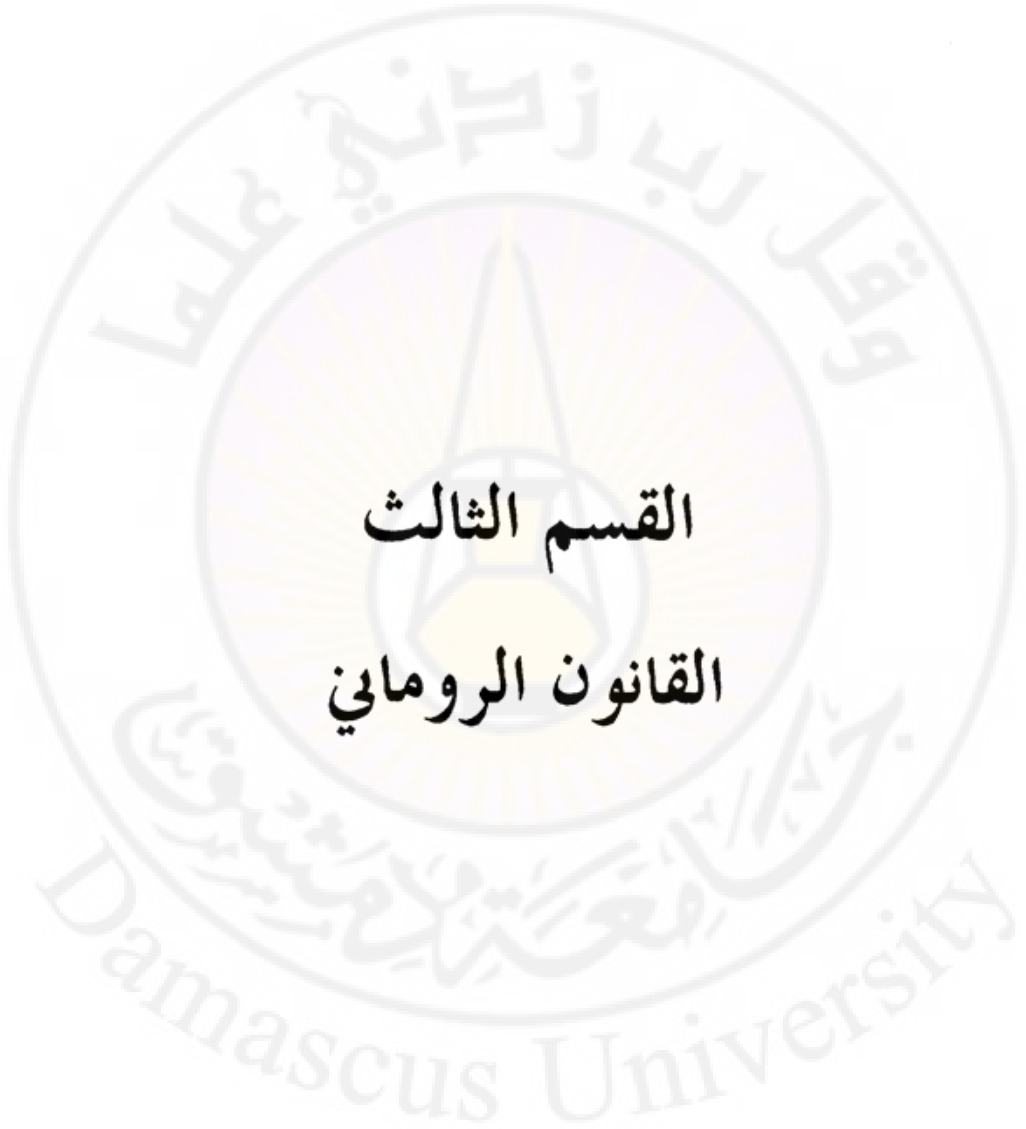 وقل رب زدني علما
القسم الثالث
القانون الروماني
جامعة دمشق
Damascus University